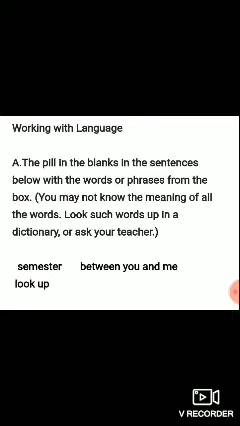 Working with Language
A.The pill in the blanks in the sentences
below with the words or phrases from the
box. (You may not know the meaning of all
the words. Look such words up in a
dictionary, or ask your teacher.)
semester between you and me
look up
V RECORDER